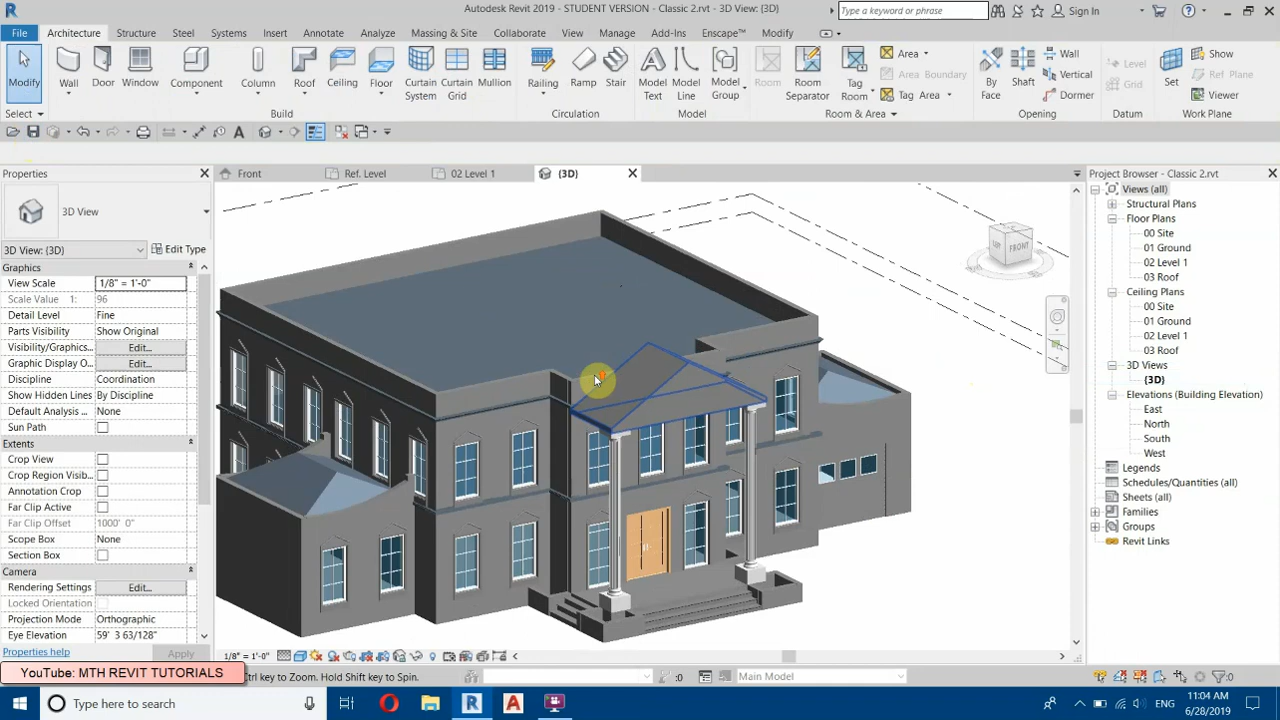 Autodesk Revit 2019 - STUDENT VERSION - Classic 2.rvt - 3D View: {3D}
Type a keyword or phrase
Sign In
File Architecture Structure Steel Systems Insert Annotate Analyze Massing & Site Collaborate View Manage Add-Ins Enscape™ Modify
Modify
Wall
Door
Window
Component
Column
Roof
Ceiling
Floor
Curtain System
Curtain Grid
Mullion
Railing
Ramp
Stair
Model Text
Model Line
Model Group
Room
Room Separator
Tag Room
Area
Area Boundary
Tag Area
By Face
Shaft
Wall
Vertical
Dormer
Level
Grid
Set
Show
Ref Plane
Viewer
Select
Build
Circulation
Model
Room & Area
Opening
Datum
Work Plane
Properties
Front
Ref. Level
02 Level 1
{3D}
Project Browser - Classic 2.rvt
3D View
3D View: {3D}
Edit Type
Graphics
View Scale 1/8" = 1'-0"
Scale Value 1: 96
Detail Level Fine
Parts Visibility Show Original
Visibility/Graphics Edit...
Graphic Display O... Edit...
Discipline Coordination
Show Hidden Lines By Discipline
Default Analysis ... None
Sun Path
Extents
Crop View
Crop Region Visib...
Annotation Crop
Far Clip Active
Far Clip Offset 1000' 0"
Scope Box None
Section Box
Camera
Rendering Settings Edit...
Locked Orientation
Projection Mode Orthographic
Eye Elevation 59' 3 63/128"
Properties help
Apply
FRONT
Views (all)
Structural Plans
Floor Plans
00 Site
01 Ground
02 Level 1
03 Roof
Ceiling Plans
00 Site
01 Ground
02 Level 1
03 Roof
3D Views
{3D}
Elevations (Building Elevation)
East
North
South
West
Legends
Schedules/Quantities (all)
Sheets (all)
Families
Groups
Revit Links
1/8" = 1'-0"
YouTube: MTH REVIT TUTORIALS
Ctrl key to Zoom. Hold Shift key to Spin.
:0
Main Model
:0
Type here to search
11:04 AM
6/28/2019